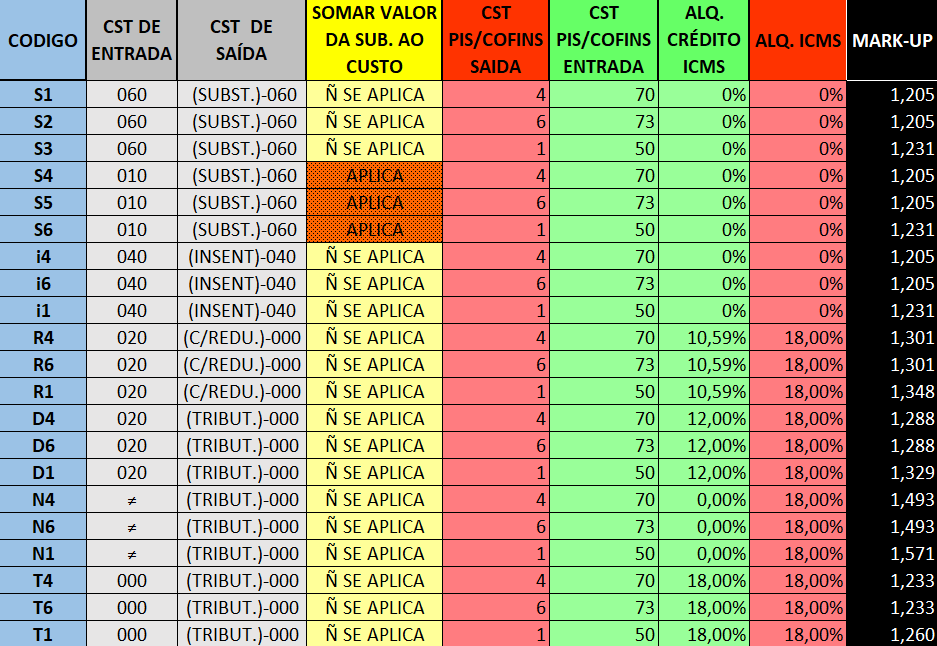 CODIGO | CST DE ENTRADA | CST DE SAÍDA | SOMAR VALOR DA SUB. AO CUSTO | CST PIS/COFINS SAIDA | CST PIS/COFINS ENTRADA | ALQ. CRÉDITO ICMS | ALQ. ICMS | MARK-UP
S1 | 060 | (SUBST.)-060 | Ñ SE APLICA | 4 | 70 | 0% | 0% | 1,205
S2 | 060 | (SUBST.)-060 | Ñ SE APLICA | 6 | 73 | 0% | 0% | 1,205
S3 | 060 | (SUBST.)-060 | Ñ SE APLICA | 1 | 50 | 0% | 0% | 1,231
S4 | 010 | (SUBST.)-060 | APLICA | 4 | 70 | 0% | 0% | 1,205
S5 | 010 | (SUBST.)-060 | APLICA | 6 | 73 | 0% | 0% | 1,205
S6 | 010 | (SUBST.)-060 | APLICA | 1 | 50 | 0% | 0% | 1,231
i4 | 040 | (INSENT)-040 | Ñ SE APLICA | 4 | 70 | 0% | 0% | 1,205
i6 | 040 | (INSENT)-040 | Ñ SE APLICA | 6 | 73 | 0% | 0% | 1,205
i1 | 040 | (INSENT)-040 | Ñ SE APLICA | 1 | 50 | 0% | 0% | 1,231
R4 | 020 | (C/REDU.)-000 | Ñ SE APLICA | 4 | 70 | 10,59% | 18,00% | 1,301
R6 | 020 | (C/REDU.)-000 | Ñ SE APLICA | 6 | 73 | 10,59% | 18,00% | 1,301
R1 | 020 | (C/REDU.)-000 | Ñ SE APLICA | 1 | 50 | 10,59% | 18,00% | 1,348
D4 | 020 | (TRIBUT.)-000 | Ñ SE APLICA | 4 | 70 | 12,00% | 18,00% | 1,288
D6 | 020 | (TRIBUT.)-000 | Ñ SE APLICA | 6 | 73 | 12,00% | 18,00% | 1,288
D1 | 020 | (TRIBUT.)-000 | Ñ SE APLICA | 1 | 50 | 12,00% | 18,00% | 1,329
N4 | ≠ | (TRIBUT.)-000 | Ñ SE APLICA | 4 | 70 | 0,00% | 18,00% | 1,493
N6 | ≠ | (TRIBUT.)-000 | Ñ SE APLICA | 6 | 73 | 0,00% | 18,00% | 1,493
N1 | ≠ | (TRIBUT.)-000 | Ñ SE APLICA | 1 | 50 | 0,00% | 18,00% | 1,571
T4 | 000 | (TRIBUT.)-000 | Ñ SE APLICA | 4 | 70 | 18,00% | 18,00% | 1,233
T6 | 000 | (TRIBUT.)-000 | Ñ SE APLICA | 6 | 73 | 18,00% | 18,00% | 1,233
T1 | 000 | (TRIBUT.)-000 | Ñ SE APLICA | 1 | 50 | 18,00% | 18,00% | 1,260